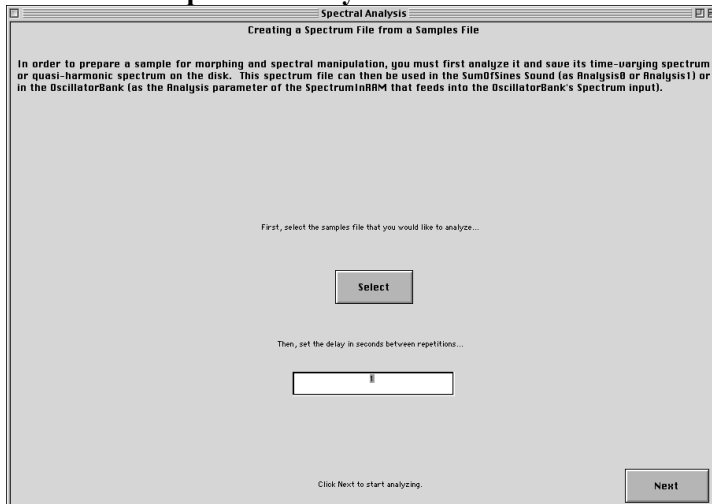 Spectral Analysis
Creating a Spectrum File from a Samples File
In order to prepare a sample for morphing and spectral manipulation, you must first analyze it and save its time-varying spectrum
or quasi-harmonic spectrum on the disk. This spectrum file can then be used in the SumOfSines Sound (as Analysis0 or Analysis1) or
in the OscillatorBank (as the Analysis parameter of the SpectrumInRAM that feeds into the OscillatorBank's Spectrum input).
First, select the samples file that you would like to analyze...
Select
Then, set the delay in seconds between repetitions...
1
Click Next to start analyzing.
Next